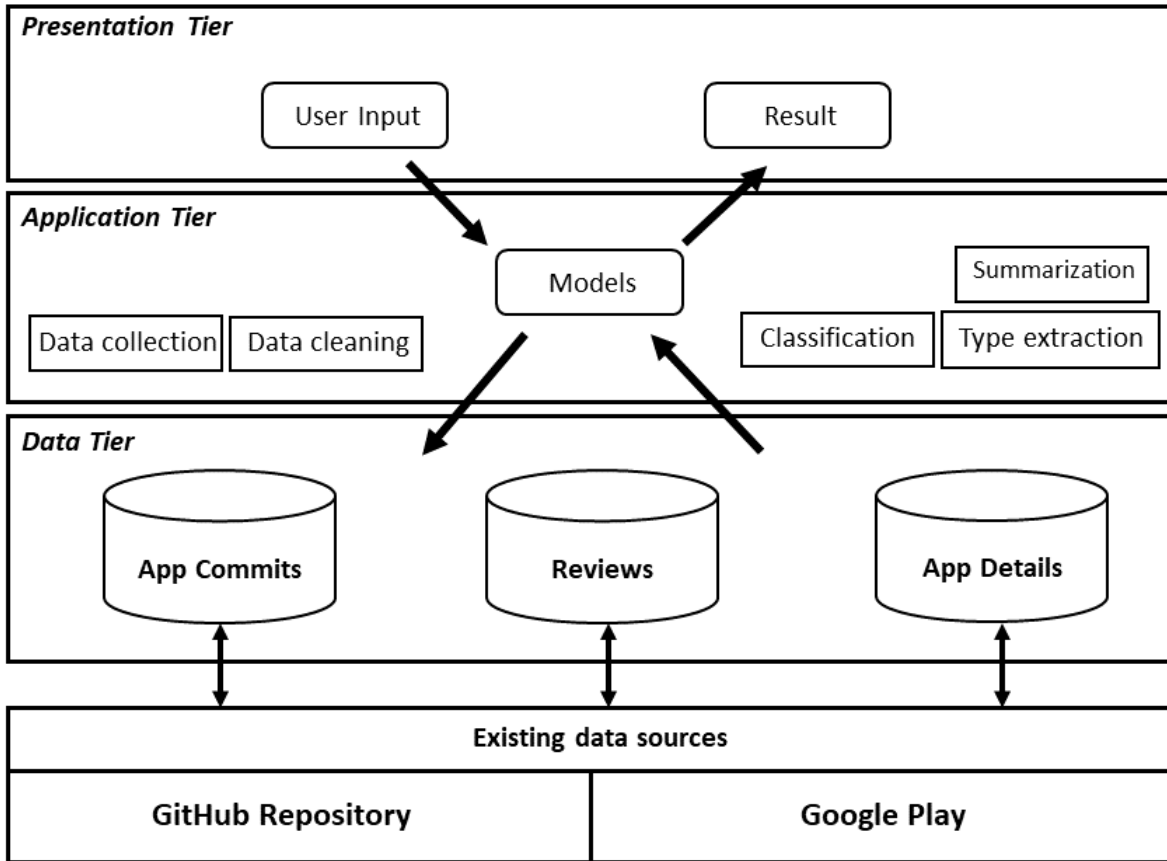 Presentation Tier
User Input
Result
Application Tier
Models
Summarization
Data collection
Data cleaning
Classification
Type extraction
Data Tier
App Commits
Reviews
App Details
Existing data sources
GitHub Repository
Google Play